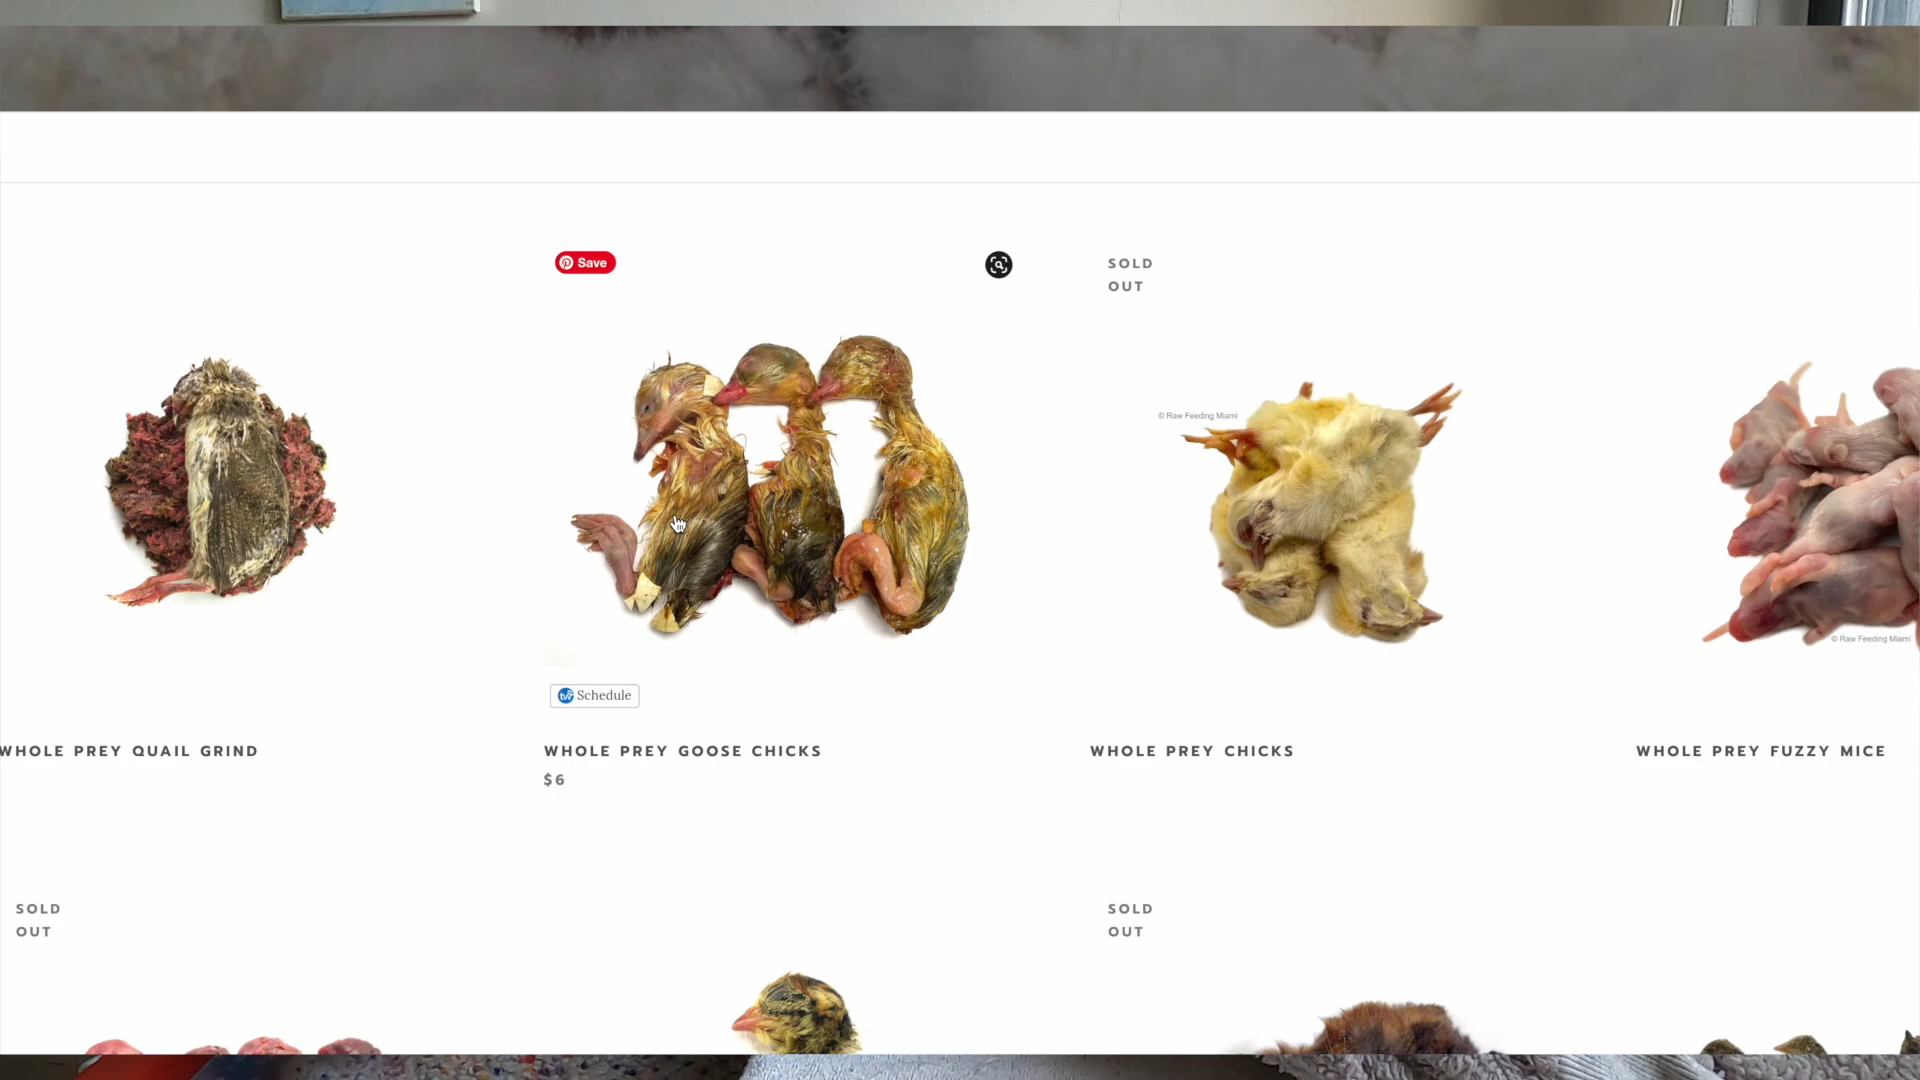 Save
SOLD
OUT
© Raw Feeding Miami
© Raw Feeding Miami
Schedule
WHOLE PREY QUAIL GRIND
WHOLE PREY GOOSE CHICKS
WHOLE PREY CHICKS
WHOLE PREY FUZZY MICE
$6
SOLD
OUT
SOLD
OUT